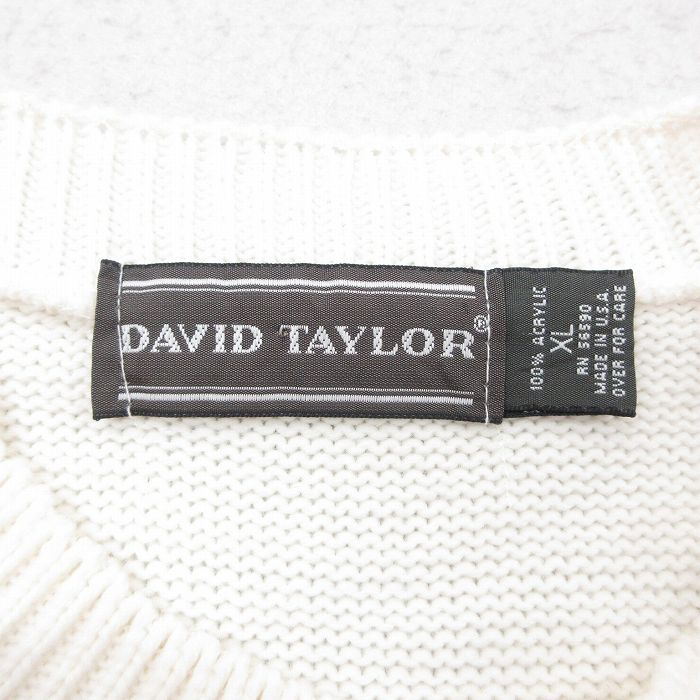 DAVID TAYLOR®
100% ACRYLIC
XL
RN 56590
MADE IN U.S.A.
OVER FOR CARE